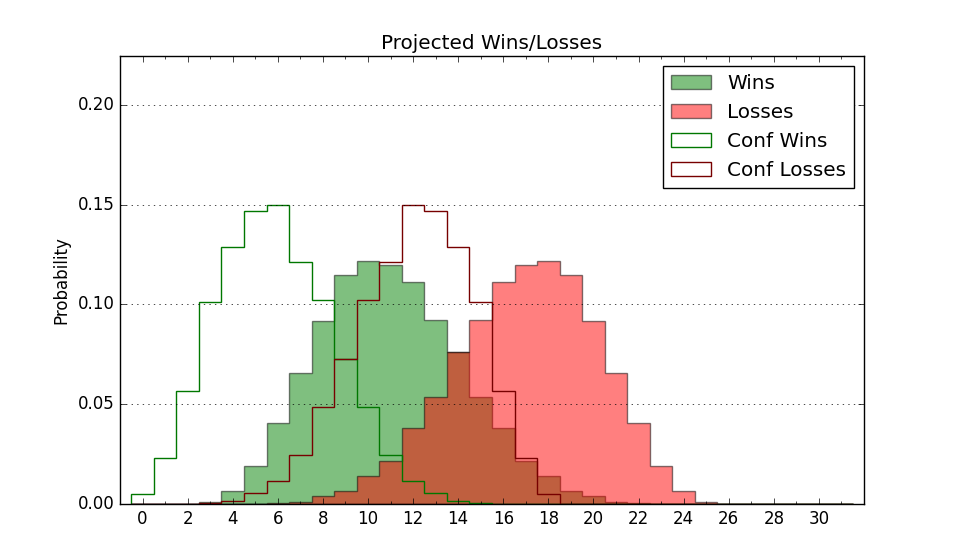 Projected Wins/Losses
Wins
Losses
Conf Wins
Conf Losses
Probability
0.20
0.15
0.10
0.05
0.00
0 2 4 6 8 10 12 14 16 18 20 22 24 26 28 30